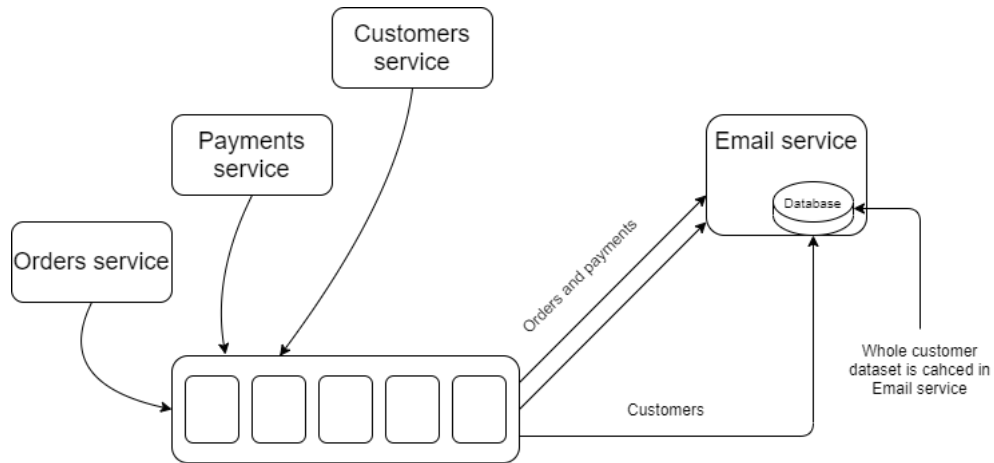 Customers
service
Payments
service
Email service
Database
Orders service
Orders and payments
Whole customer
dataset is cahced in
Email service
Customers